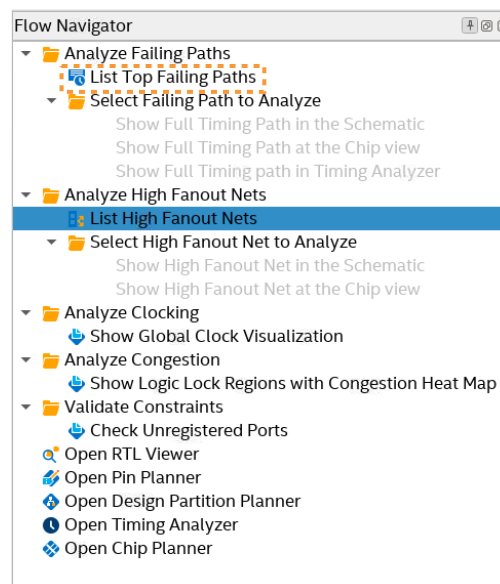 Flow Navigator
Analyze Failing Paths
List Top Failing Paths
Select Failing Path to Analyze
Show Full Timing Path in the Schematic
Show Full Timing Path at the Chip view
Show Full Timing path in Timing Analyzer
Analyze High Fanout Nets
List High Fanout Nets
Select High Fanout Net to Analyze
Show High Fanout Net in the Schematic
Show High Fanout Net at the Chip view
Analyze Clocking
Show Global Clock Visualization
Analyze Congestion
Show Logic Lock Regions with Congestion Heat Map
Validate Constraints
Check Unregistered Ports
Open RTL Viewer
Open Pin Planner
Open Design Partition Planner
Open Timing Analyzer
Open Chip Planner